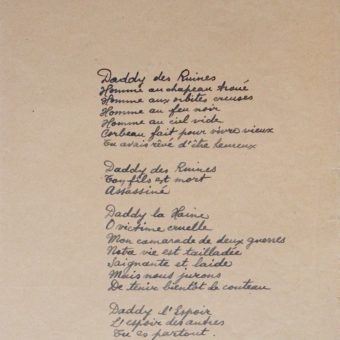 Daddy des Ruines
Homme au chapeau troué
Homme aux orbites creuses
Homme au feu noir
Homme au ciel vide
Corbeau fait pour vivre vieux
Tu avais rêvé d'être heureux
Daddy des Ruines
Ton fils est mort
Assassiné
Daddy la Haine
O victime cruelle
Mon camarade des deux guerres
Notre vie est tailladée
Saignante et laide
Mais nous jurons
De tenir bientôt le couteau
Daddy l'Espoir
L'espoir des autres
Tu es partout.